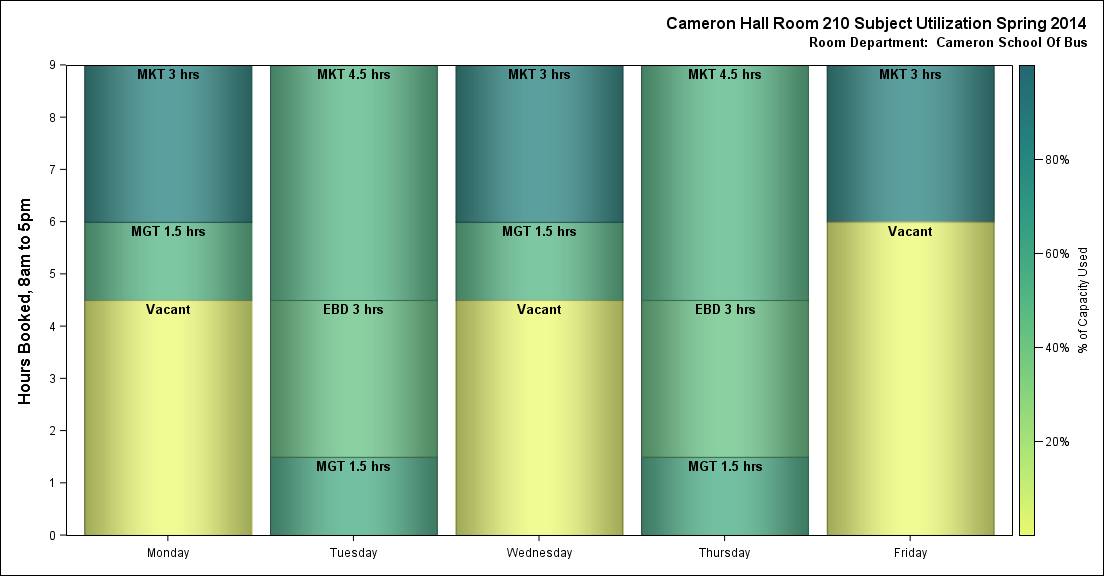 Cameron Hall Room 210 Subject Utilization Spring 2014
Room Department:  Cameron School Of Bus
Hours Booked, 8am to 5pm
9
8
7
6
5
4
3
2
1
0
MKT 3 hrs
MGT 1.5 hrs
Vacant
MKT 4.5 hrs
EBD 3 hrs
MGT 1.5 hrs
MKT 3 hrs
MGT 1.5 hrs
Vacant
MKT 4.5 hrs
EBD 3 hrs
MGT 1.5 hrs
MKT 3 hrs
Vacant
Monday
Tuesday
Wednesday
Thursday
Friday
80%
60%
40%
20%
% of Capacity Used